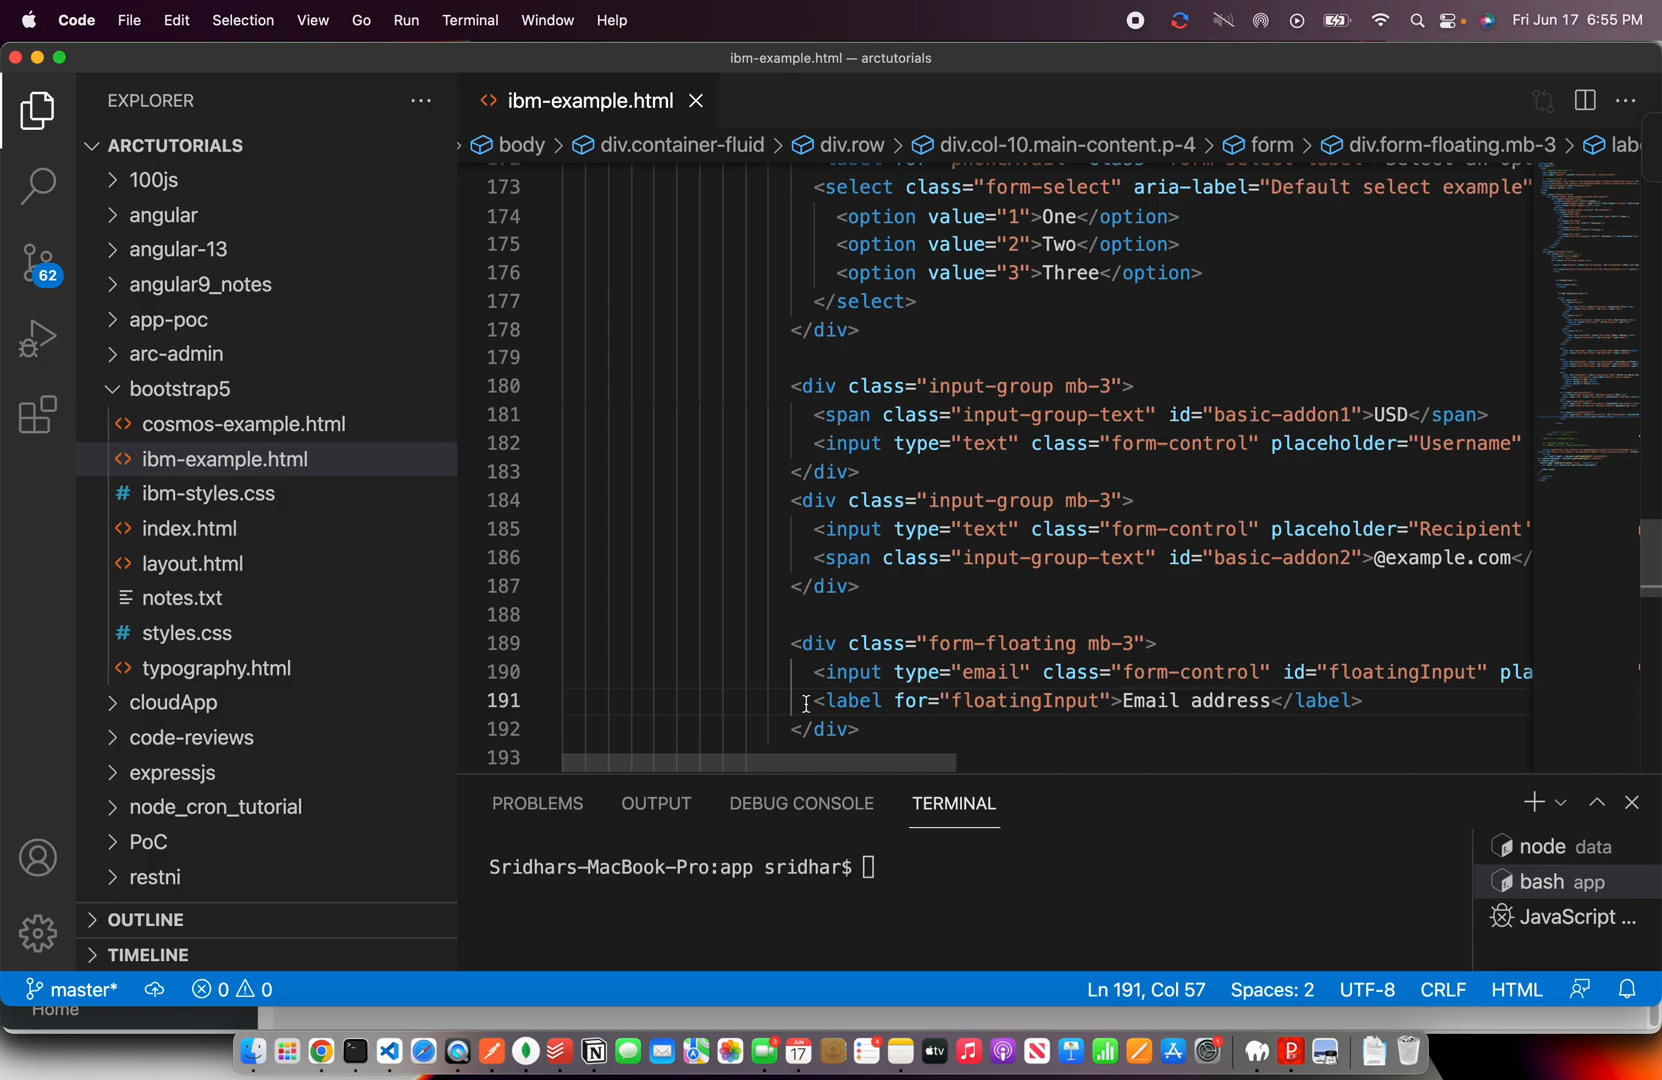 Code File Edit Selection View Go Run Terminal Window Help Fri Jun 17 6:55 PM
ibm-example.html — arctutorials
EXPLORER
ARCTUTORIALS
100js
angular
angular-13
angular9_notes
app-poc
arc-admin
bootstrap5
cosmos-example.html
ibm-example.html
ibm-styles.css
index.html
layout.html
notes.txt
styles.css
typography.html
cloudApp
code-reviews
expressjs
node_cron_tutorial
PoC
restni
OUTLINE
TIMELINE
62
ibm-example.html
body > div.container-fluid > div.row > div.col-10.main-content.p-4 > form > div.form-floating.mb-3 > lab
173 <select class="form-select" aria-label="Default select example"
174 <option value="1">One</option>
175 <option value="2">Two</option>
176 <option value="3">Three</option>
177 </select>
178 </div>
179
180 <div class="input-group mb-3">
181 <span class="input-group-text" id="basic-addon1">USD</span>
182 <input type="text" class="form-control" placeholder="Username"
183 </div>
184 <div class="input-group mb-3">
185 <input type="text" class="form-control" placeholder="Recipient'
186 <span class="input-group-text" id="basic-addon2">@example.com</
187 </div>
188
189 <div class="form-floating mb-3">
190 <input type="email" class="form-control" id="floatingInput" pla
191 <label for="floatingInput">Email address</label>
192 </div>
193
PROBLEMS OUTPUT DEBUG CONSOLE TERMINAL
Sridhars-MacBook-Pro:app sridhar$
node data
bash app
JavaScript ...
master* 0 0 Ln 191, Col 57 Spaces: 2 UTF-8 CRLF HTML
Home